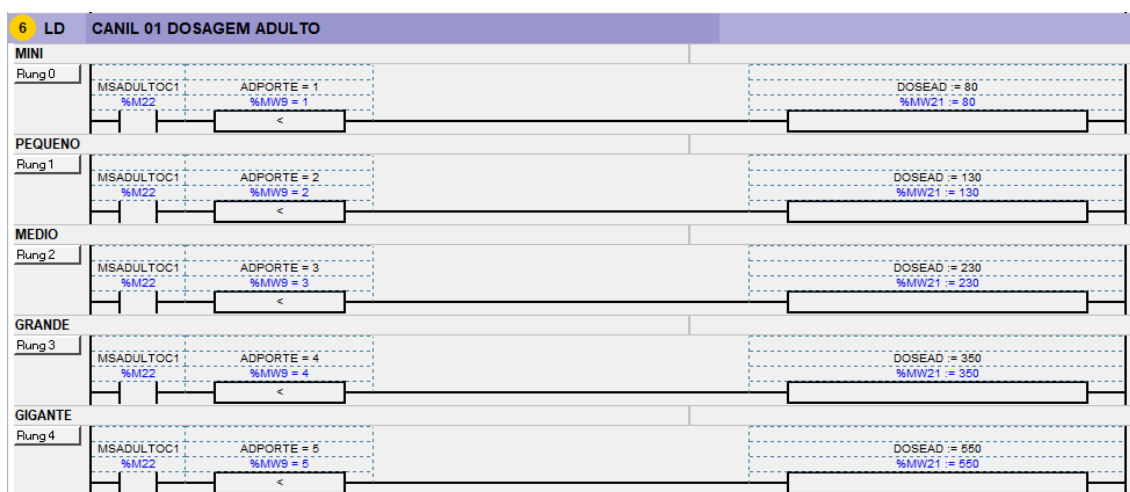 6 LD CANIL 01 DOSAGEM ADULTO
MINI
Rung 0
MSADULTOC1 ADPORTE = 1 DOSEAD := 80
%M22 %MW9 = 1 %MW21 := 80
<
PEQUENO
Rung 1
MSADULTOC1 ADPORTE = 2 DOSEAD := 130
%M22 %MW9 = 2 %MW21 := 130
<
MEDIO
Rung 2
MSADULTOC1 ADPORTE = 3 DOSEAD := 230
%M22 %MW9 = 3 %MW21 := 230
<
GRANDE
Rung 3
MSADULTOC1 ADPORTE = 4 DOSEAD := 350
%M22 %MW9 = 4 %MW21 := 350
<
GIGANTE
Rung 4
MSADULTOC1 ADPORTE = 5 DOSEAD := 550
%M22 %MW9 = 5 %MW21 := 550
<